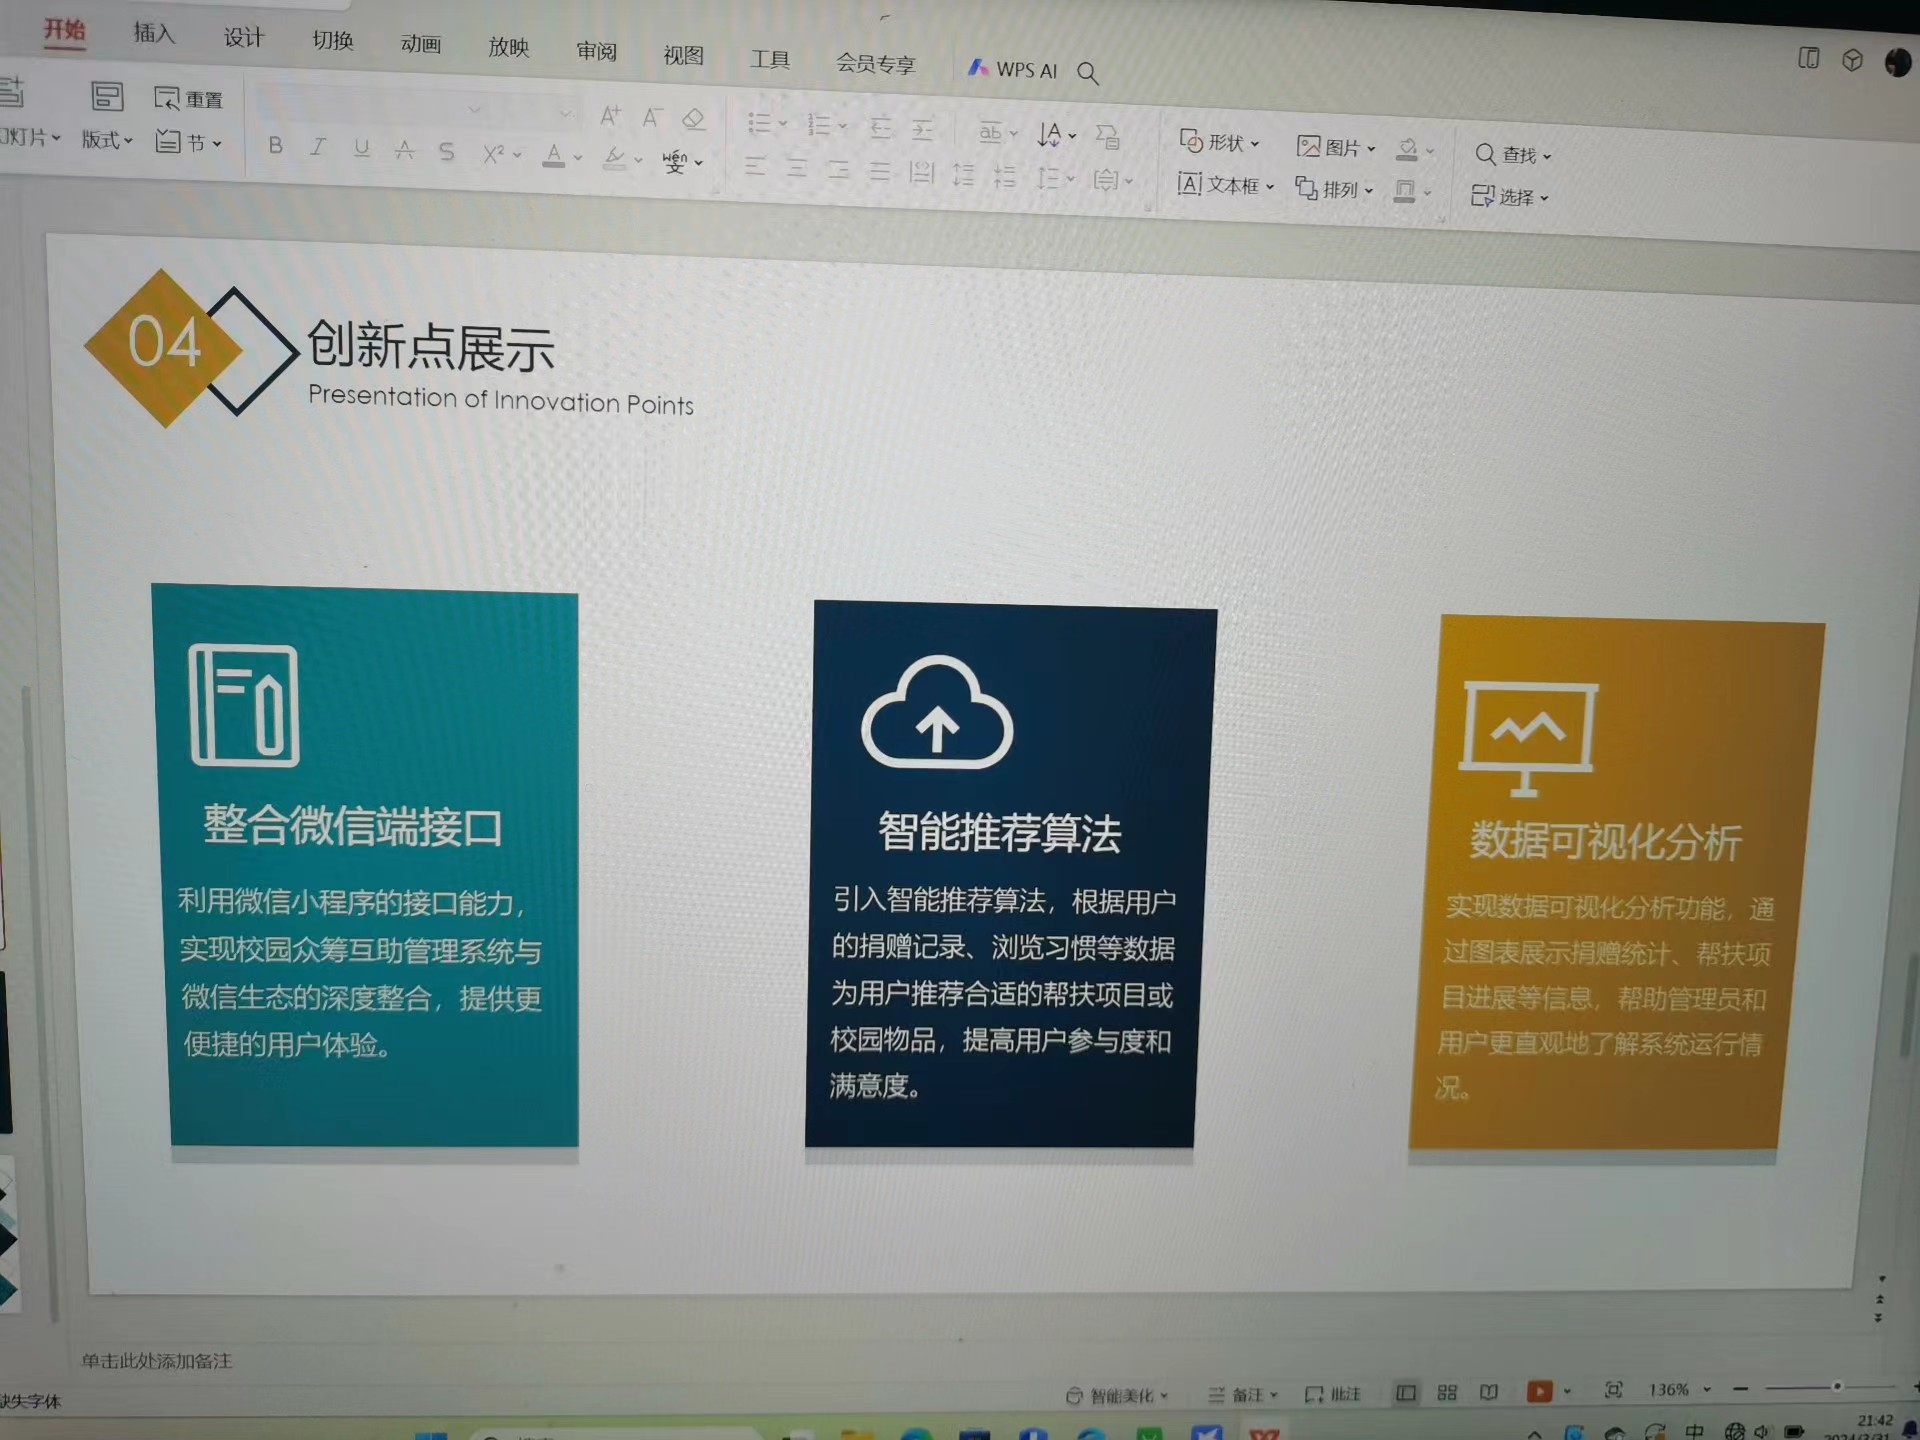 开始 插入 设计 切换 动画 放映 审阅 视图 工具 会员专享 WPS AI
重置
灯片 版式 节
B I U A S X² A wén 文
形状 图片 查找
文本框 排列 选择
04
创新点展示
Presentation of Innovation Points
整合微信端接口
利用微信小程序的接口能力，
实现校园众筹互助管理系统与
微信生态的深度整合，提供更
便捷的用户体验。
智能推荐算法
引入智能推荐算法，根据用户
的捐赠记录、浏览习惯等数据
为用户推荐合适的帮扶项目或
校园物品，提高用户参与度和
满意度。
数据可视化分析
实现数据可视化分析功能，通
过图表展示捐赠统计、帮扶项
目进展等信息，帮助管理员和
用户更直观地了解系统运行情
况。
单击此处添加备注
缺失字体
智能美化 备注 批注 136%
中 21:42